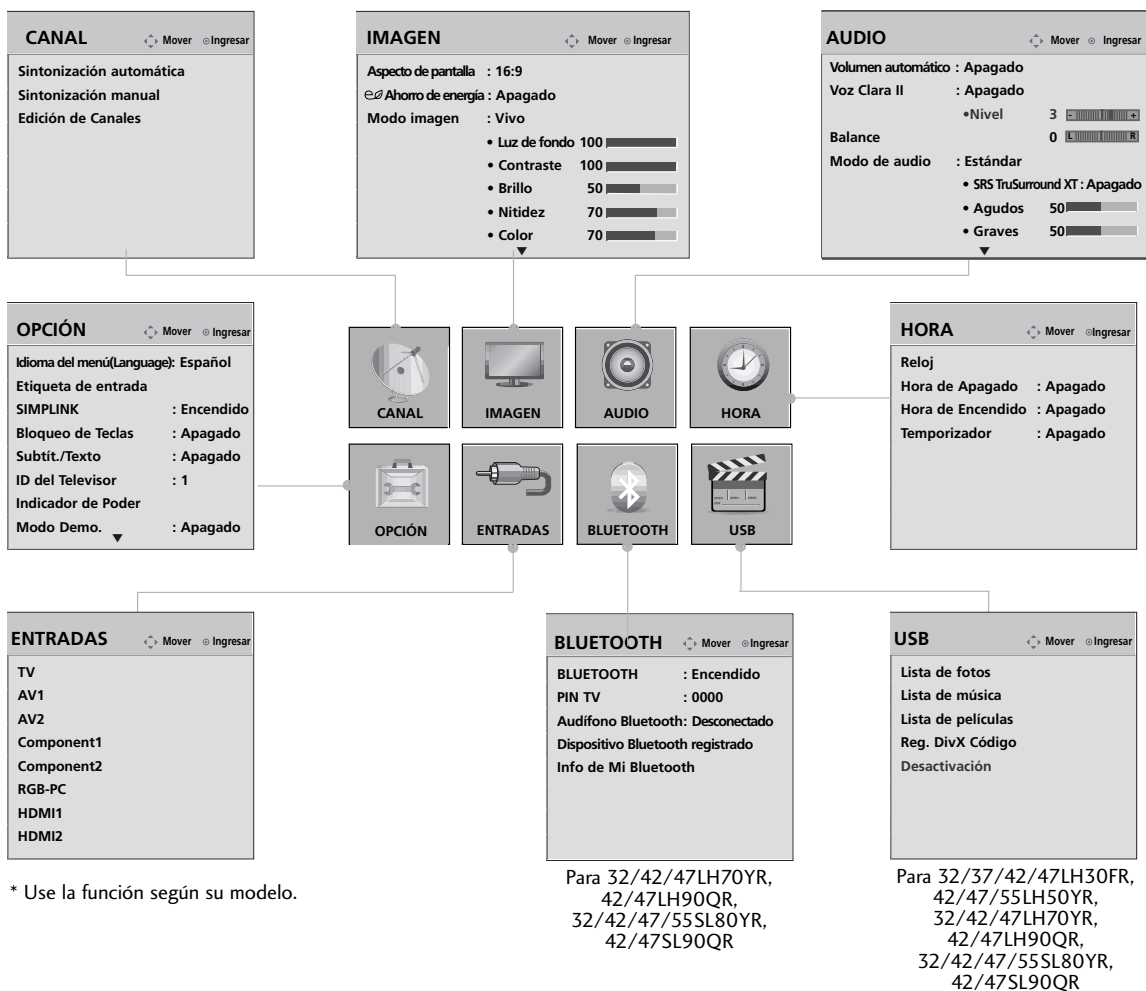 CANAL Mover Ingresar
Sintonización automática
Sintonización manual
Edición de Canales
IMAGEN Mover Ingresar
Aspecto de pantalla : 16:9
Ahorro de energía : Apagado
Modo imagen : Vivo
• Luz de fondo 100
• Contraste 100
• Brillo 50
• Nitidez 70
• Color 70
AUDIO Mover Ingresar
Volumen automático : Apagado
Voz Clara II : Apagado
•Nivel 3 - +
Balance 0 L R
Modo de audio : Estándar
• SRS TruSurround XT : Apagado
• Agudos 50
• Graves 50
OPCIÓN Mover Ingresar
Idioma del menú(Language): Español
Etiqueta de entrada
SIMPLINK : Encendido
Bloqueo de Teclas : Apagado
Subtít./Texto : Apagado
ID del Televisor : 1
Indicador de Poder
Modo Demo. : Apagado
CANAL
IMAGEN
AUDIO
HORA
OPCIÓN
ENTRADAS
BLUETOOTH
USB
HORA Mover Ingresar
Reloj
Hora de Apagado : Apagado
Hora de Encendido : Apagado
Temporizador : Apagado
ENTRADAS Mover Ingresar
TV
AV1
AV2
Component1
Component2
RGB-PC
HDMI1
HDMI2
BLUETOOTH Mover Ingresar
BLUETOOTH : Encendido
PIN TV : 0000
Audífono Bluetooth: Desconectado
Dispositivo Bluetooth registrado
Info de Mi Bluetooth
USB Mover Ingresar
Lista de fotos
Lista de música
Lista de películas
Reg. DivX Código
Desactivación
* Use la función según su modelo.
Para 32/42/47LH70YR,
42/47LH90QR,
32/42/47/55SL80YR,
42/47SL90QR
Para 32/37/42/47LH30FR,
42/47/55LH50YR,
32/42/47LH70YR,
42/47LH90QR,
32/42/47/55SL80YR,
42/47SL90QR